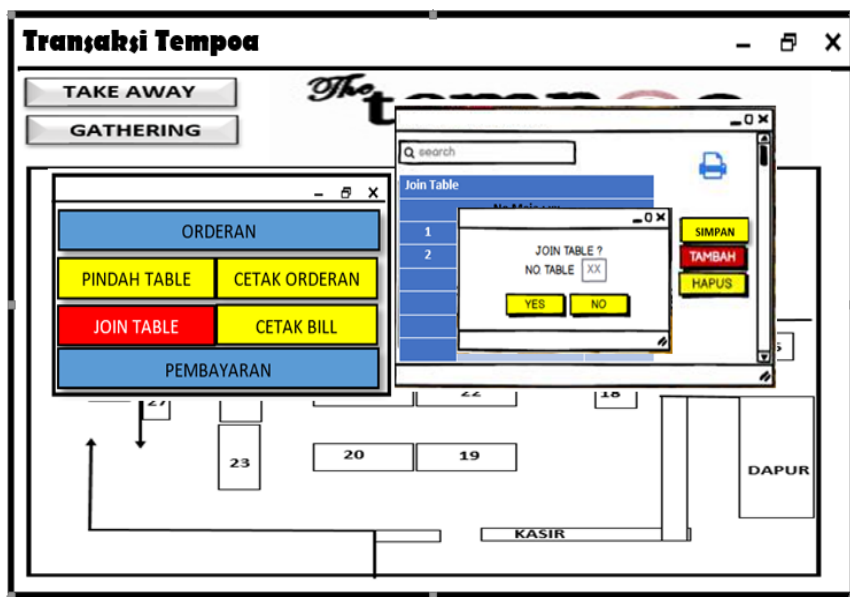 Transaksi Tempoa
TAKE AWAY
GATHERING
The
ORDERAN
PINDAH TABLE
CETAK ORDERAN
JOIN TABLE
CETAK BILL
PEMBAYARAN
search
Join Table
1
2
SIMPAN
TAMBAH
HAPUS
JOIN TABLE ?
NO. TABLE XX
YES
NO
27
22
18
23
20
19
DAPUR
KASIR